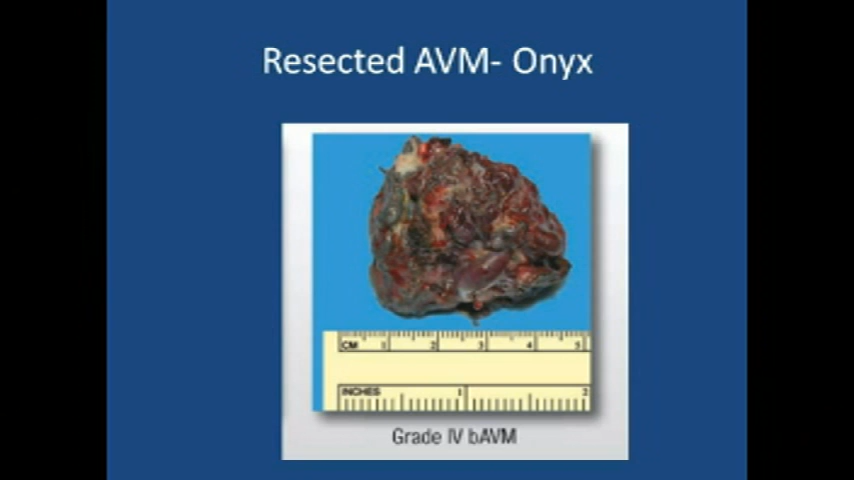 Resected AVM- Onyx
CM 1 2 3 4 5
INCHES 1 2
Grade IV bAVM